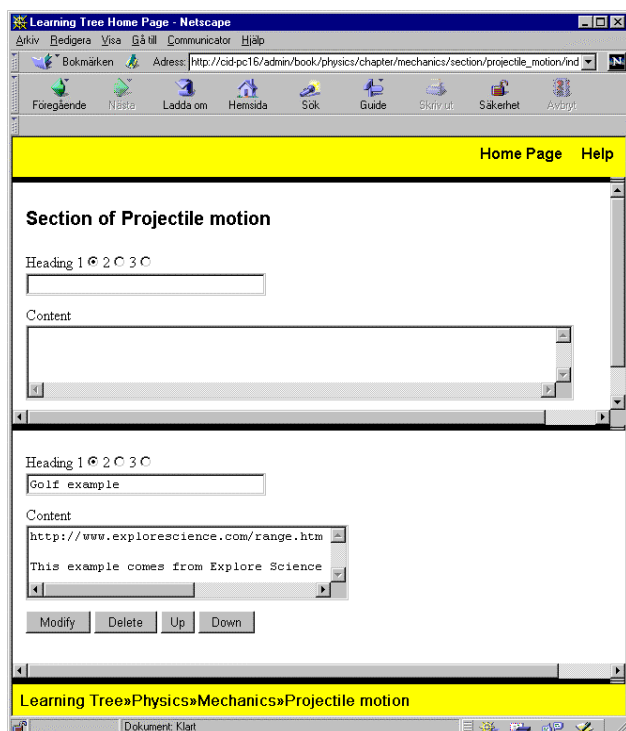 Learning Tree Home Page - Netscape
Arkiv Redigera Visa Gå till Communicator Hjälp
Bokmärken Adress: http://cid-pc16/admin/book/physics/chapter/mechanics/section/projectile_motion/ind
Föregående Nästa Ladda om Hemsida Sök Guide Skriv ut Säkerhet Avbryt
Home Page Help
Section of Projectile motion
Heading 1 2 3
Content
Heading 1 2 3
Golf example
Content
http://www.explorescience.com/range.htm
This example comes from Explore Science
Modify Delete Up Down
Learning Tree»Physics»Mechanics»Projectile motion
Dokument: Klart